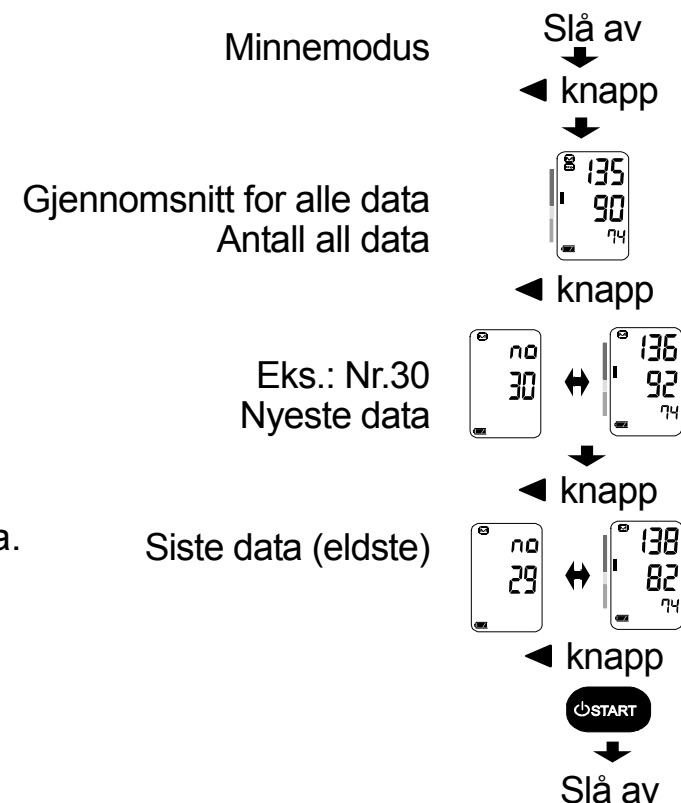 Slå av
Minnemodus
◄ knapp
135
Gjennomsnitt for alle data
90
Antall all data
74
◄ knapp
no 136
Eks.: Nr.30
30 92
Nyeste data
74
◄ knapp
a.
Siste data (eldste)
no 138
29 82
74
◄ knapp
START
Slå av